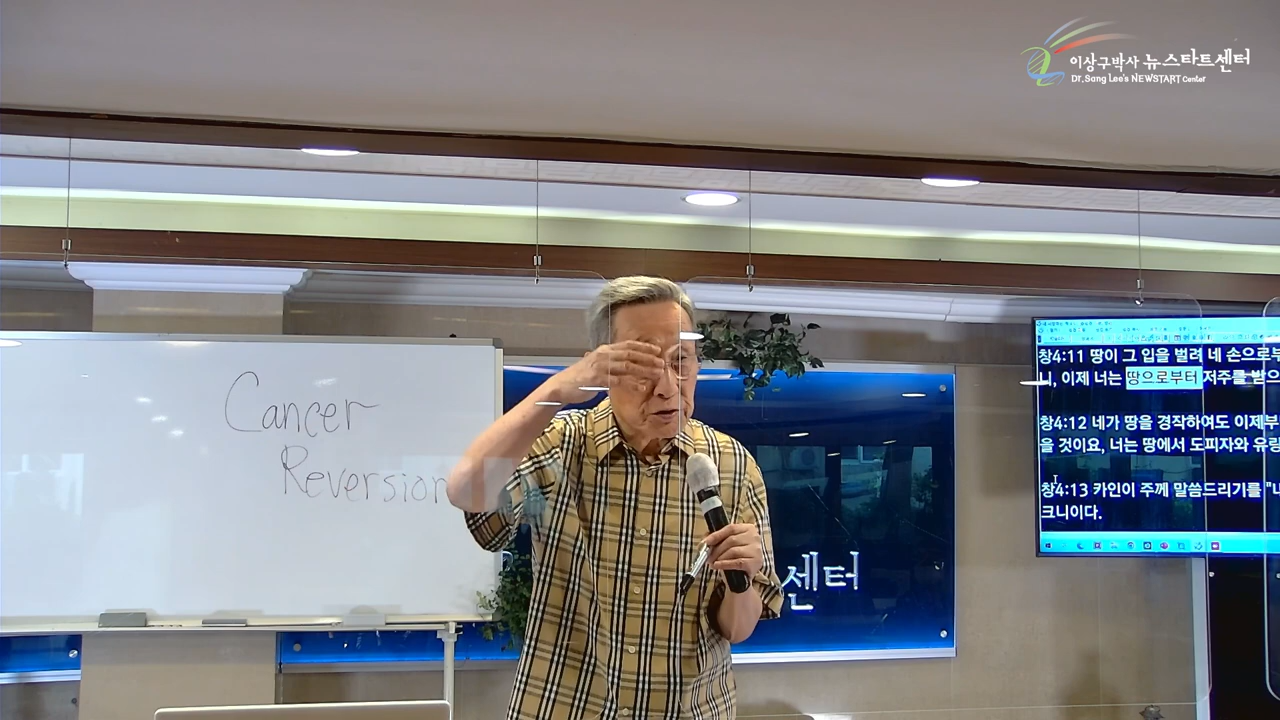 이상구박사 뉴스타트센터
Dr. Sang Lee's NEWSTART Center
Cancer
Reversion
센터
창4:11 땅이 그 입을 벌려 네 손으로부
니, 이제 너는 땅으로부터 저주를 받으
창4:12 네가 땅을 경작하여도 이제부
을 것이요, 너는 땅에서 도피자와 유랑
창4:13 카인이 주께 말씀드리기를 "내
크니이다.